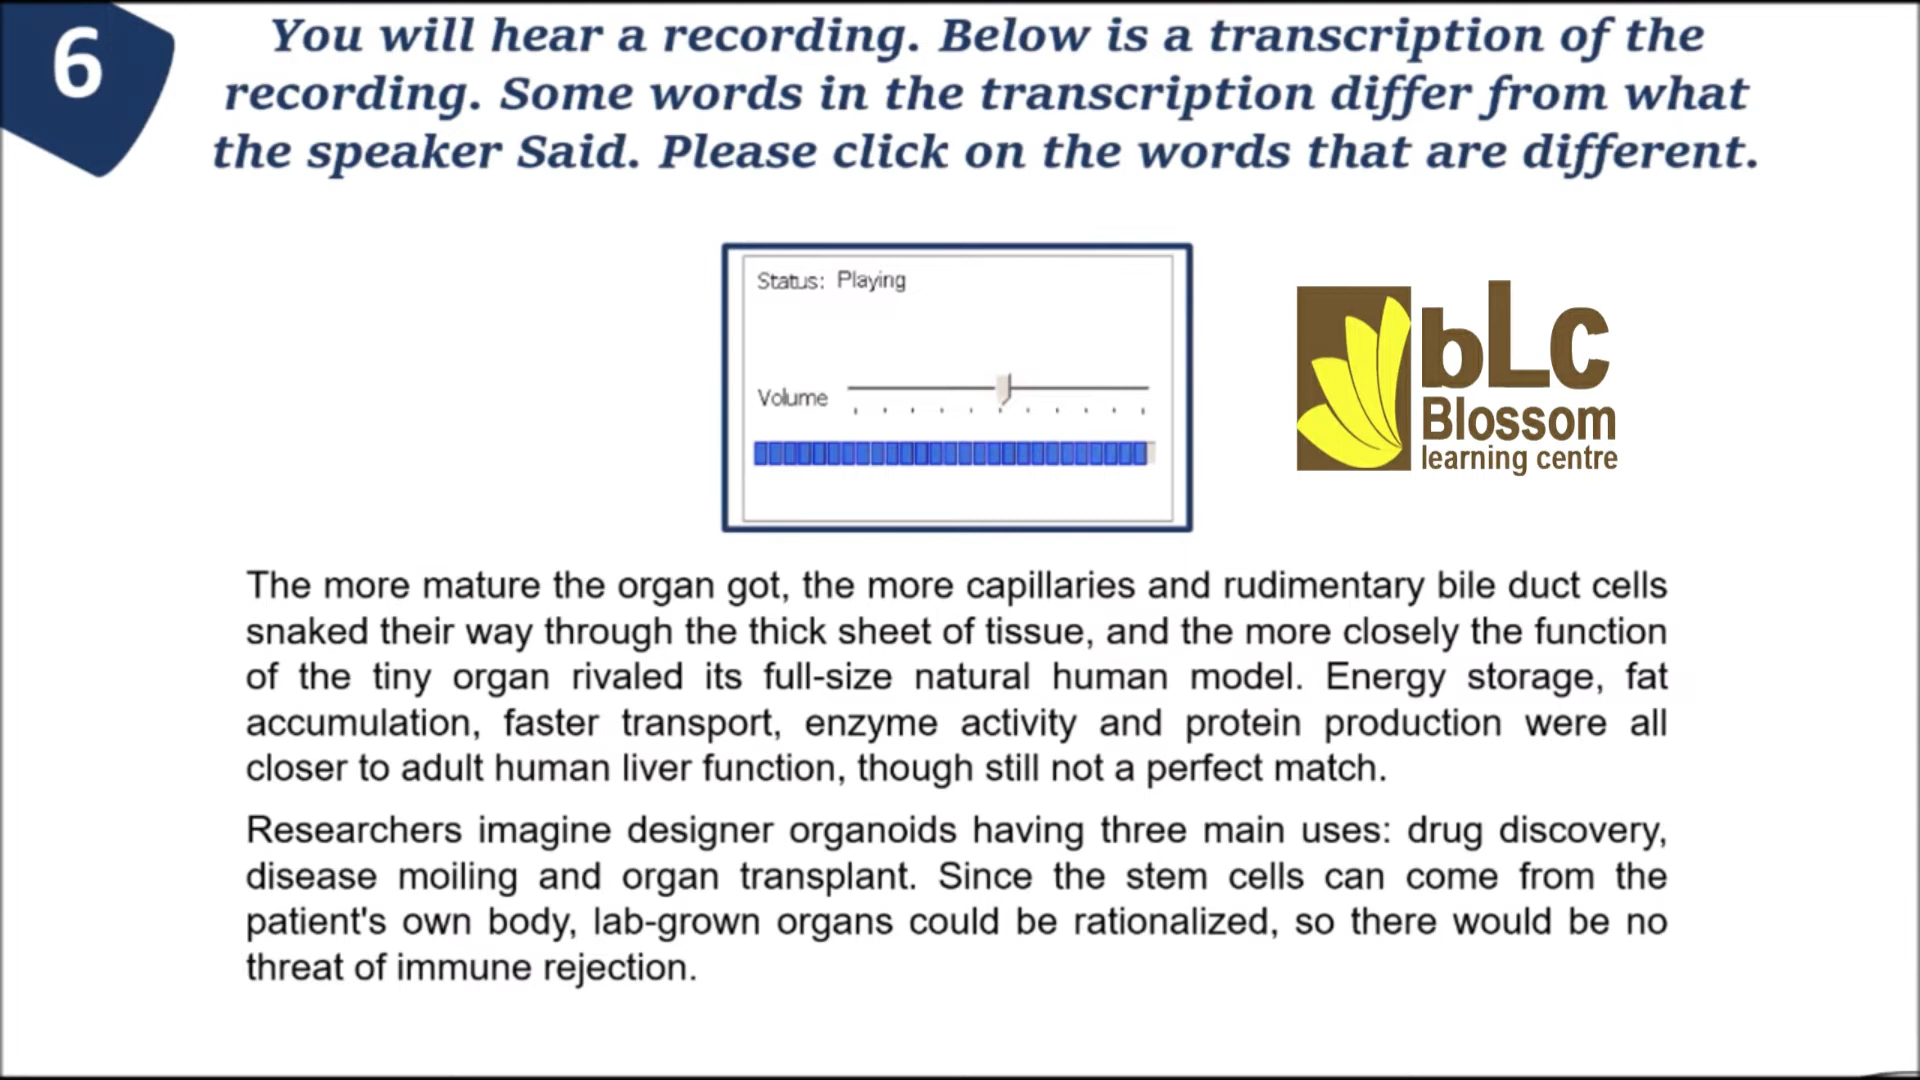 6
You will hear a recording. Below is a transcription of the
recording. Some words in the transcription differ from what
the speaker Said. Please click on the words that are different.
Status: Playing
Volume
bLC
Blossom
learning centre
The more mature the organ got, the more capillaries and rudimentary bile duct cells
snaked their way through the thick sheet of tissue, and the more closely the function
of the tiny organ rivaled its full-size natural human model. Energy storage, fat
accumulation, faster transport, enzyme activity and protein production were all
closer to adult human liver function, though still not a perfect match.
Researchers imagine designer organoids having three main uses: drug discovery,
disease moiling and organ transplant. Since the stem cells can come from the
patient's own body, lab-grown organs could be rationalized, so there would be no
threat of immune rejection.